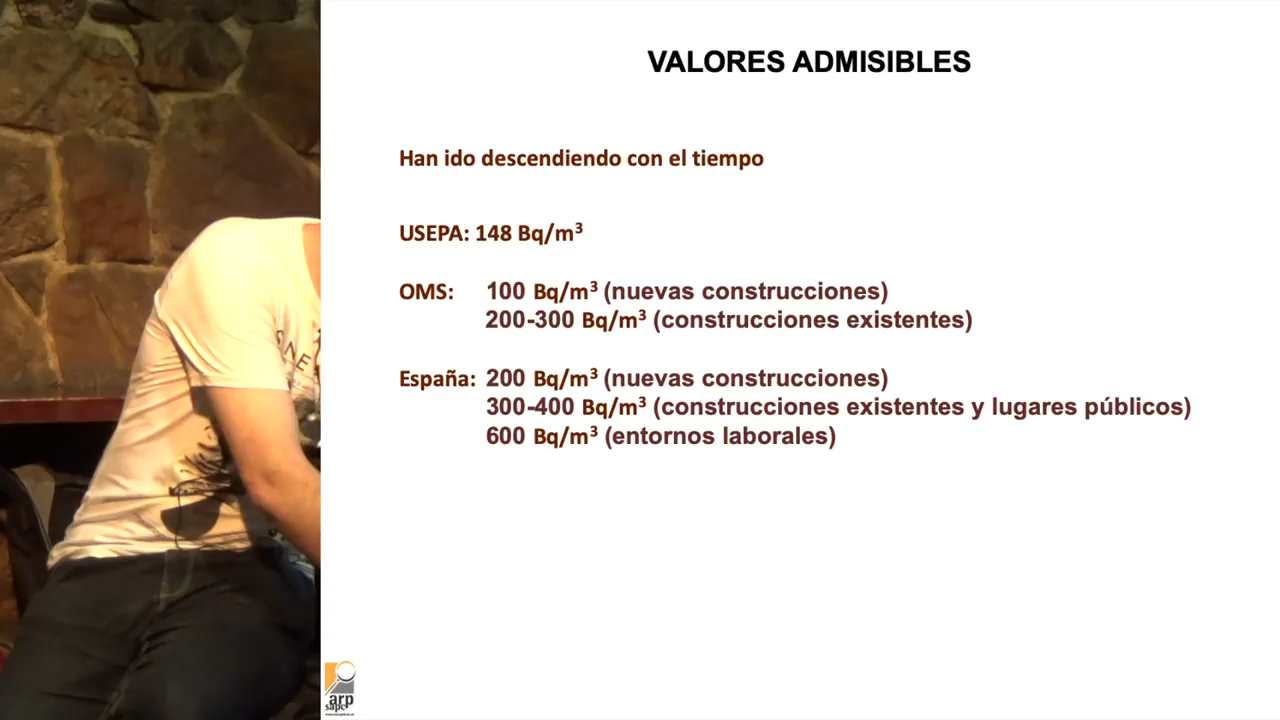 VALORES ADMISIBLES
Han ido descendiendo con el tiempo
USEPA: 148 Bq/m³
OMS: 100 Bq/m³ (nuevas construcciones)
200-300 Bq/m³ (construcciones existentes)
España: 200 Bq/m³ (nuevas construcciones)
300-400 Bq/m³ (construcciones existentes y lugares públicos)
600 Bq/m³ (entornos laborales)
arp
sapc